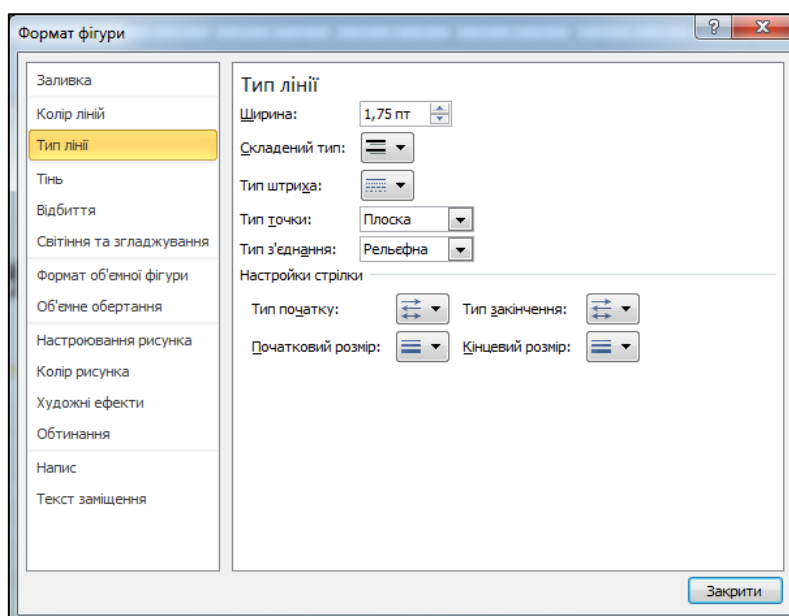 Формат фігури
Заливка
Колір ліній
Тип лінії
Тінь
Відбиття
Світіння та згладжування
Формат об'ємної фігури
Об'ємне обертання
Настроювання рисунка
Колір рисунка
Художні ефекти
Обтинання
Напис
Текст заміщення
Тип лінії
Ширина: 1,75 пт
Складений тип:
Тип штриха:
Тип точки: Плоска
Тип з'єднання: Рельєфна
Настройки стрілки
Тип початку: Тип закінчення:
Початковий розмір: Кінцевий розмір:
Закрити